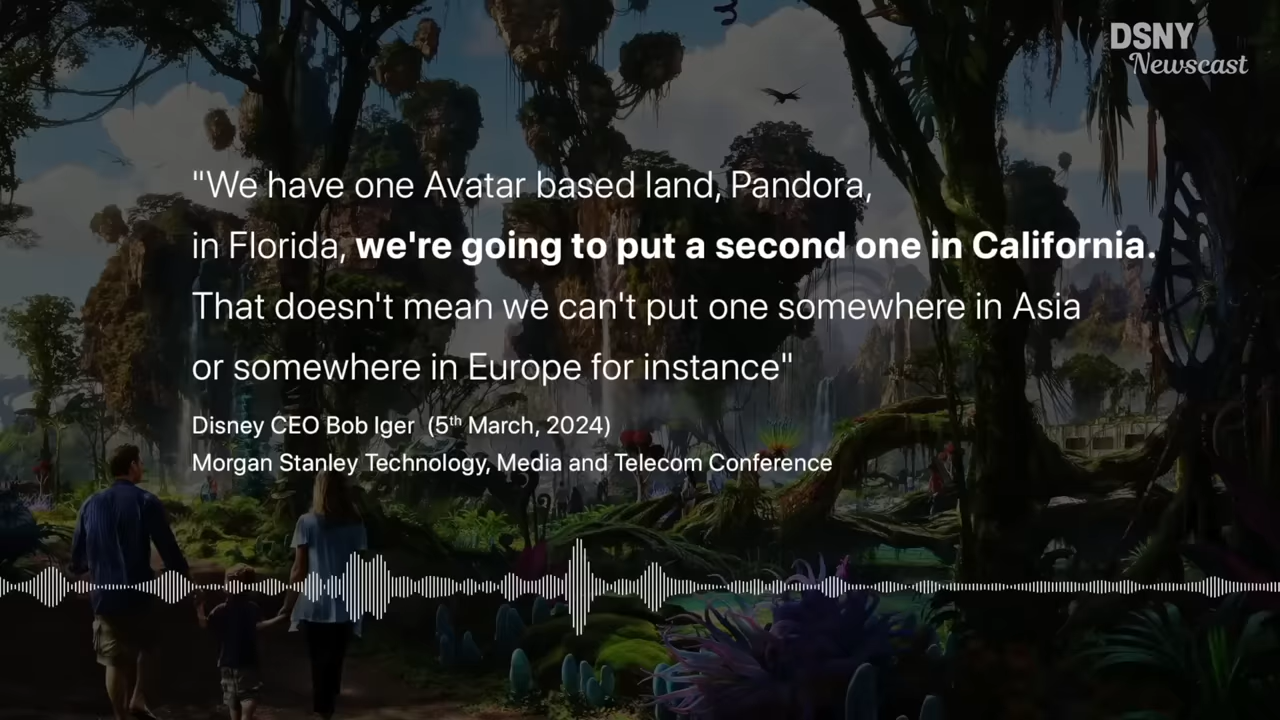 DSNY
Newscast
"We have one Avatar based land, Pandora,
in Florida, we're going to put a second one in California.
That doesn't mean we can't put one somewhere in Asia
or somewhere in Europe for instance"
Disney CEO Bob Iger (5th March, 2024)
Morgan Stanley Technology, Media and Telecom Conference